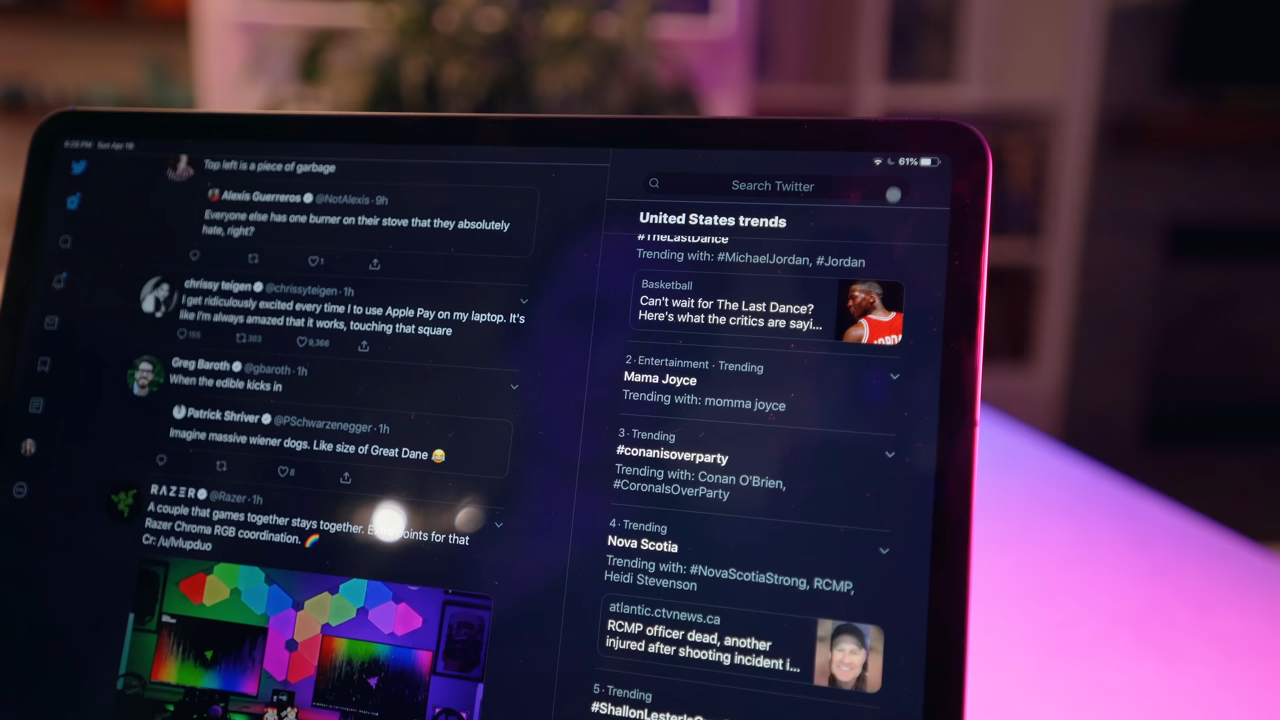 8:29 PM Sun Apr 19
61%
Top left is a piece of garbage
Alexis Guerreros @NotAlexis · 9h
Everyone else has one burner on their stove that they absolutely
hate, right?
1
chrissy teigen @chrissyteigen · 1h
I get ridiculously excited every time I to use Apple Pay on my laptop. It's
like I'm always amazed that it works, touching that square
303
9,366
Greg Baroth @gbaroth · 1h
When the edible kicks in
Patrick Shriver @PSchwarzenegger · 1h
Imagine massive wiener dogs. Like size of Great Dane 😂
8
RAZER @Razer · 1h
A couple that games together stays together. points for that
Razer Chroma RGB coordination. 🌈
Search Twitter
United States trends
#TheLastDance
Trending with: #MichaelJordan, #Jordan
Basketball
Can't wait for The Last Dance?
Here's what the critics are sayi...
2 · Entertainment · Trending
Mama Joyce
Trending with: momma joyce
3 · Trending
#conanisoverparty
Trending with: Conan O'Brien,
#CoronaIsOverParty
4 · Trending
Nova Scotia
Trending with: #NovaScotiaStrong, RCMP,
Heidi Stevenson
atlantic.ctvnews.ca
RCMP officer dead, another
injured after shooting incident i...
5 · Trending